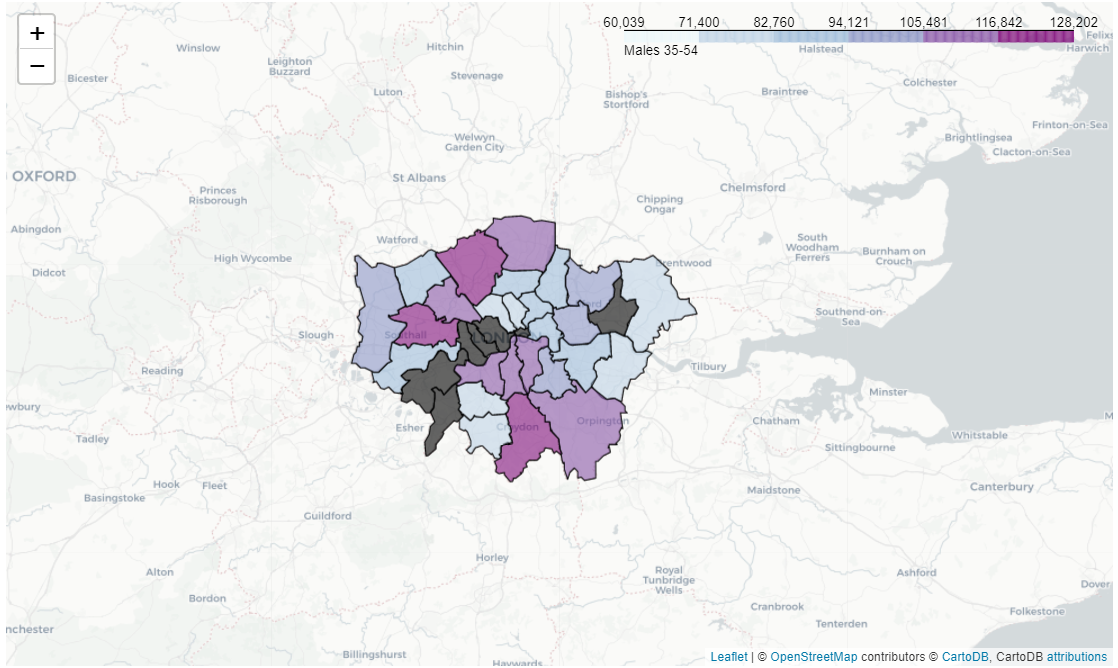 +
−
60,039 71,400 82,760 94,121 105,481 116,842 128,202
Males 35-54
Winslow
Hitchin
Halstead
Felixs
Harwich
Leighton
Buzzard
Bicester
Stevenage
Luton
Bishop's
Stortford
Braintree
Colchester
Frinton-on-Sea
Brightlingsea
Clacton-on-Sea
Welwyn
Garden City
OXFORD
St Albans
Chelmsford
Princes
Risborough
Chipping
Ongar
Abingdon
Watford
South
Woodham
Ferrers
Burnham on
Crouch
High Wycombe
Didcot
Brentwood
Southend-on-
Sea
Slough
Southall
LONDON
Reading
Tilbury
Minster
ewbury
Esher
Croydon
Orpington
Chatham
Whitstable
Tadley
Sittingbourne
Hook
Fleet
Basingstoke
Maidstone
Canterbury
Guildford
Horley
Alton
Royal
Tunbridge
Wells
Ashford
Dover
Bordon
Cranbrook
Folkestone
Tenterden
nchester
Billingshurst
Haywards
Leaflet | © OpenStreetMap contributors © CartoDB, CartoDB attributions